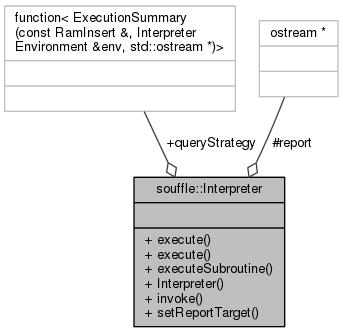 function< ExecutionSummary
(const RamInsert &, Interpreter
Environment &env, std::ostream *)>
ostream *
+queryStrategy
#report
souffle::Interpreter
+ execute()
+ execute()
+ executeSubroutine()
+ Interpreter()
+ invoke()
+ setReportTarget()